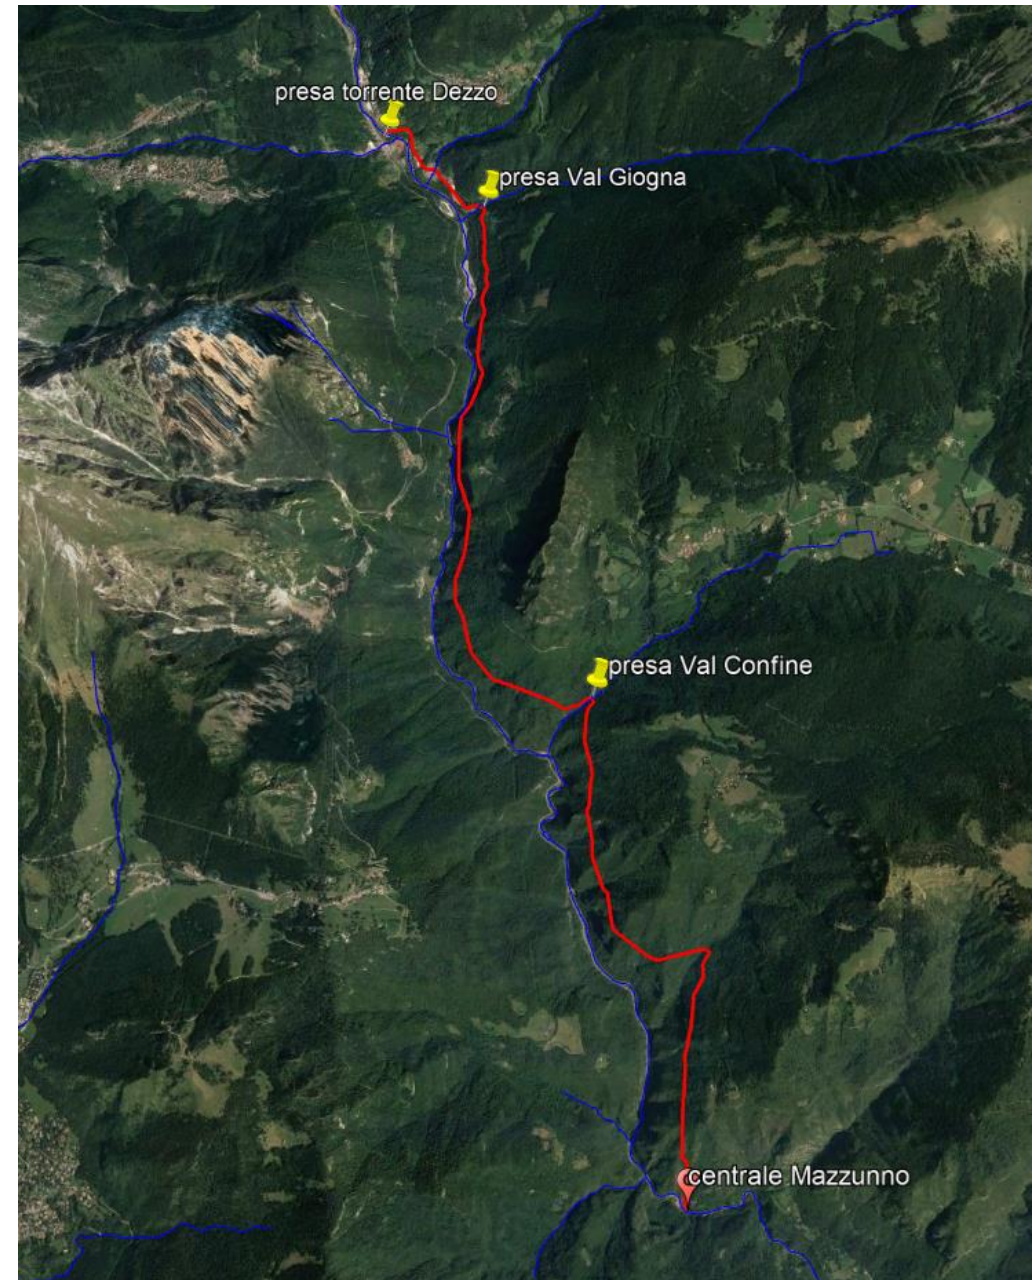 presa torrente Dezzo
presa Val Giogna
presa Val Confine
centrale Mazzunno